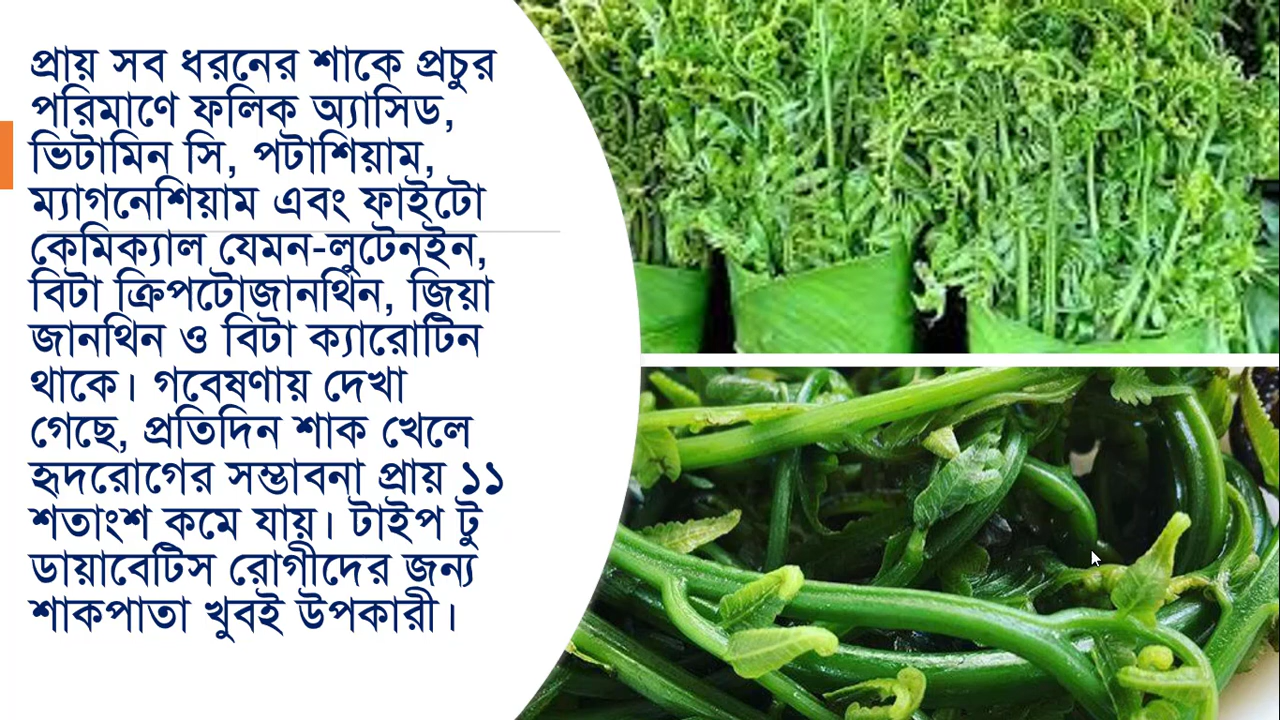 প্রায় সব ধরনের শাকে প্রচুর
পরিমাণে ফলিক অ্যাসিড,
ভিটামিন সি, পটাশিয়াম,
ম্যাগনেশিয়াম এবং ফাইটো
কেমিক্যাল যেমন-লুটেনইন,
বিটা ক্রিপটোজানথিন, জিয়া
জানথিন ও বিটা ক্যারোটিন
থাকে। গবেষণায় দেখা
গেছে, প্রতিদিন শাক খেলে
হৃদরোগের সম্ভাবনা প্রায় ১১
শতাংশ কমে যায়। টাইপ টু
ডায়াবেটিস রোগীদের জন্য
শাকপাতা খুবই উপকারী।